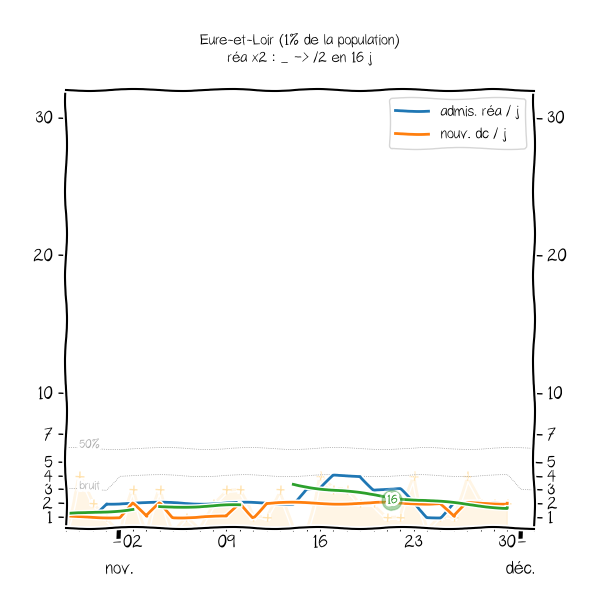 Eure-et-Loir (1% de la population)
réa x2 : _ -> /2 en 16 j
admis. réa / j
nouv. dc / j
30 30
20 20
10 10
7 7
50%
5 5
4 4
bruit
3 3
2 2
1 1
16
02 09 16 23 30
nov. déc.